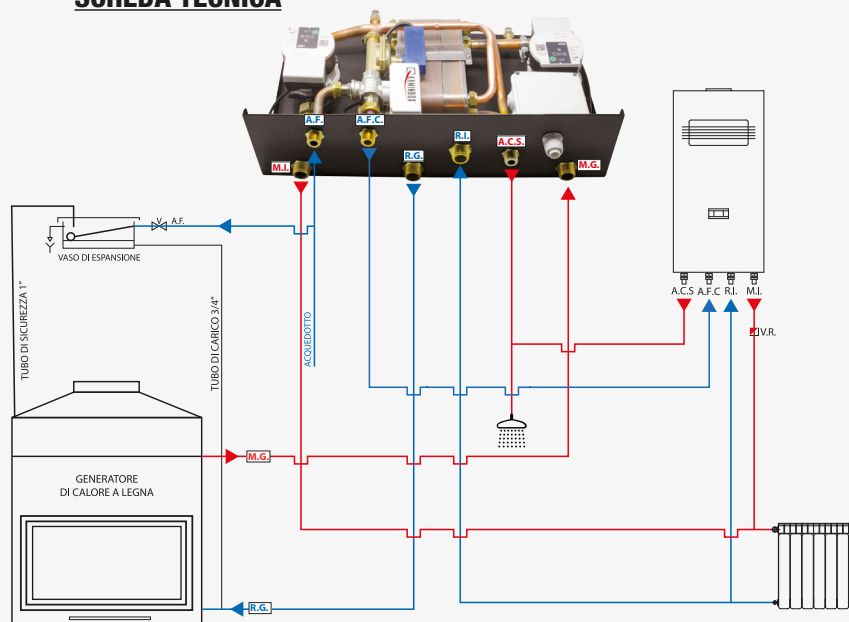 SCHEDA TECNICA
KAMINBOX
A.F.
A.F.C.
R.I.
A.C.S.
M.I.
R.G.
M.G.
V
A.F.
VASO DI ESPANSIONE
TUBO DI SICUREZZA 1"
TUBO DI CARICO 3/4"
ACQUEDOTTO
A.C.S
A.F.C
R.I.
M.I.
V.R.
M.G.
GENERATORE
DI CALORE A LEGNA
R.G.